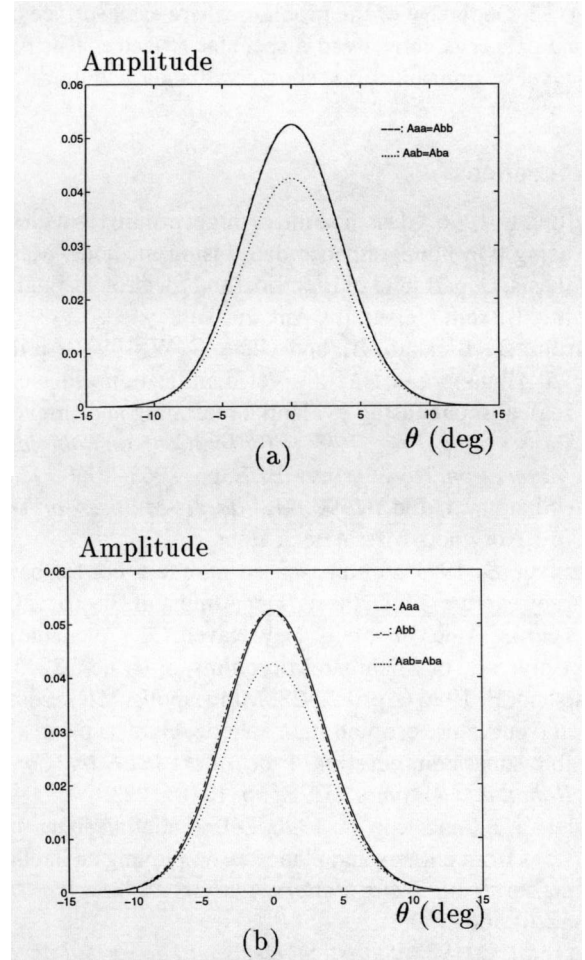 Amplitude
0.06
0.05
—: Aaa=Abb
......: Aab=Aba
0.04
0.03
0.02
0.01
0
−15 −10 −5 0 5 10 15
θ (deg)
(a)
Amplitude
0.06
0.05
—: Aaa
-.: Abb
......: Aab=Aba
0.04
0.03
0.02
0.01
0
−15 −10 −5 0 5 10 15
θ (deg)
(b)